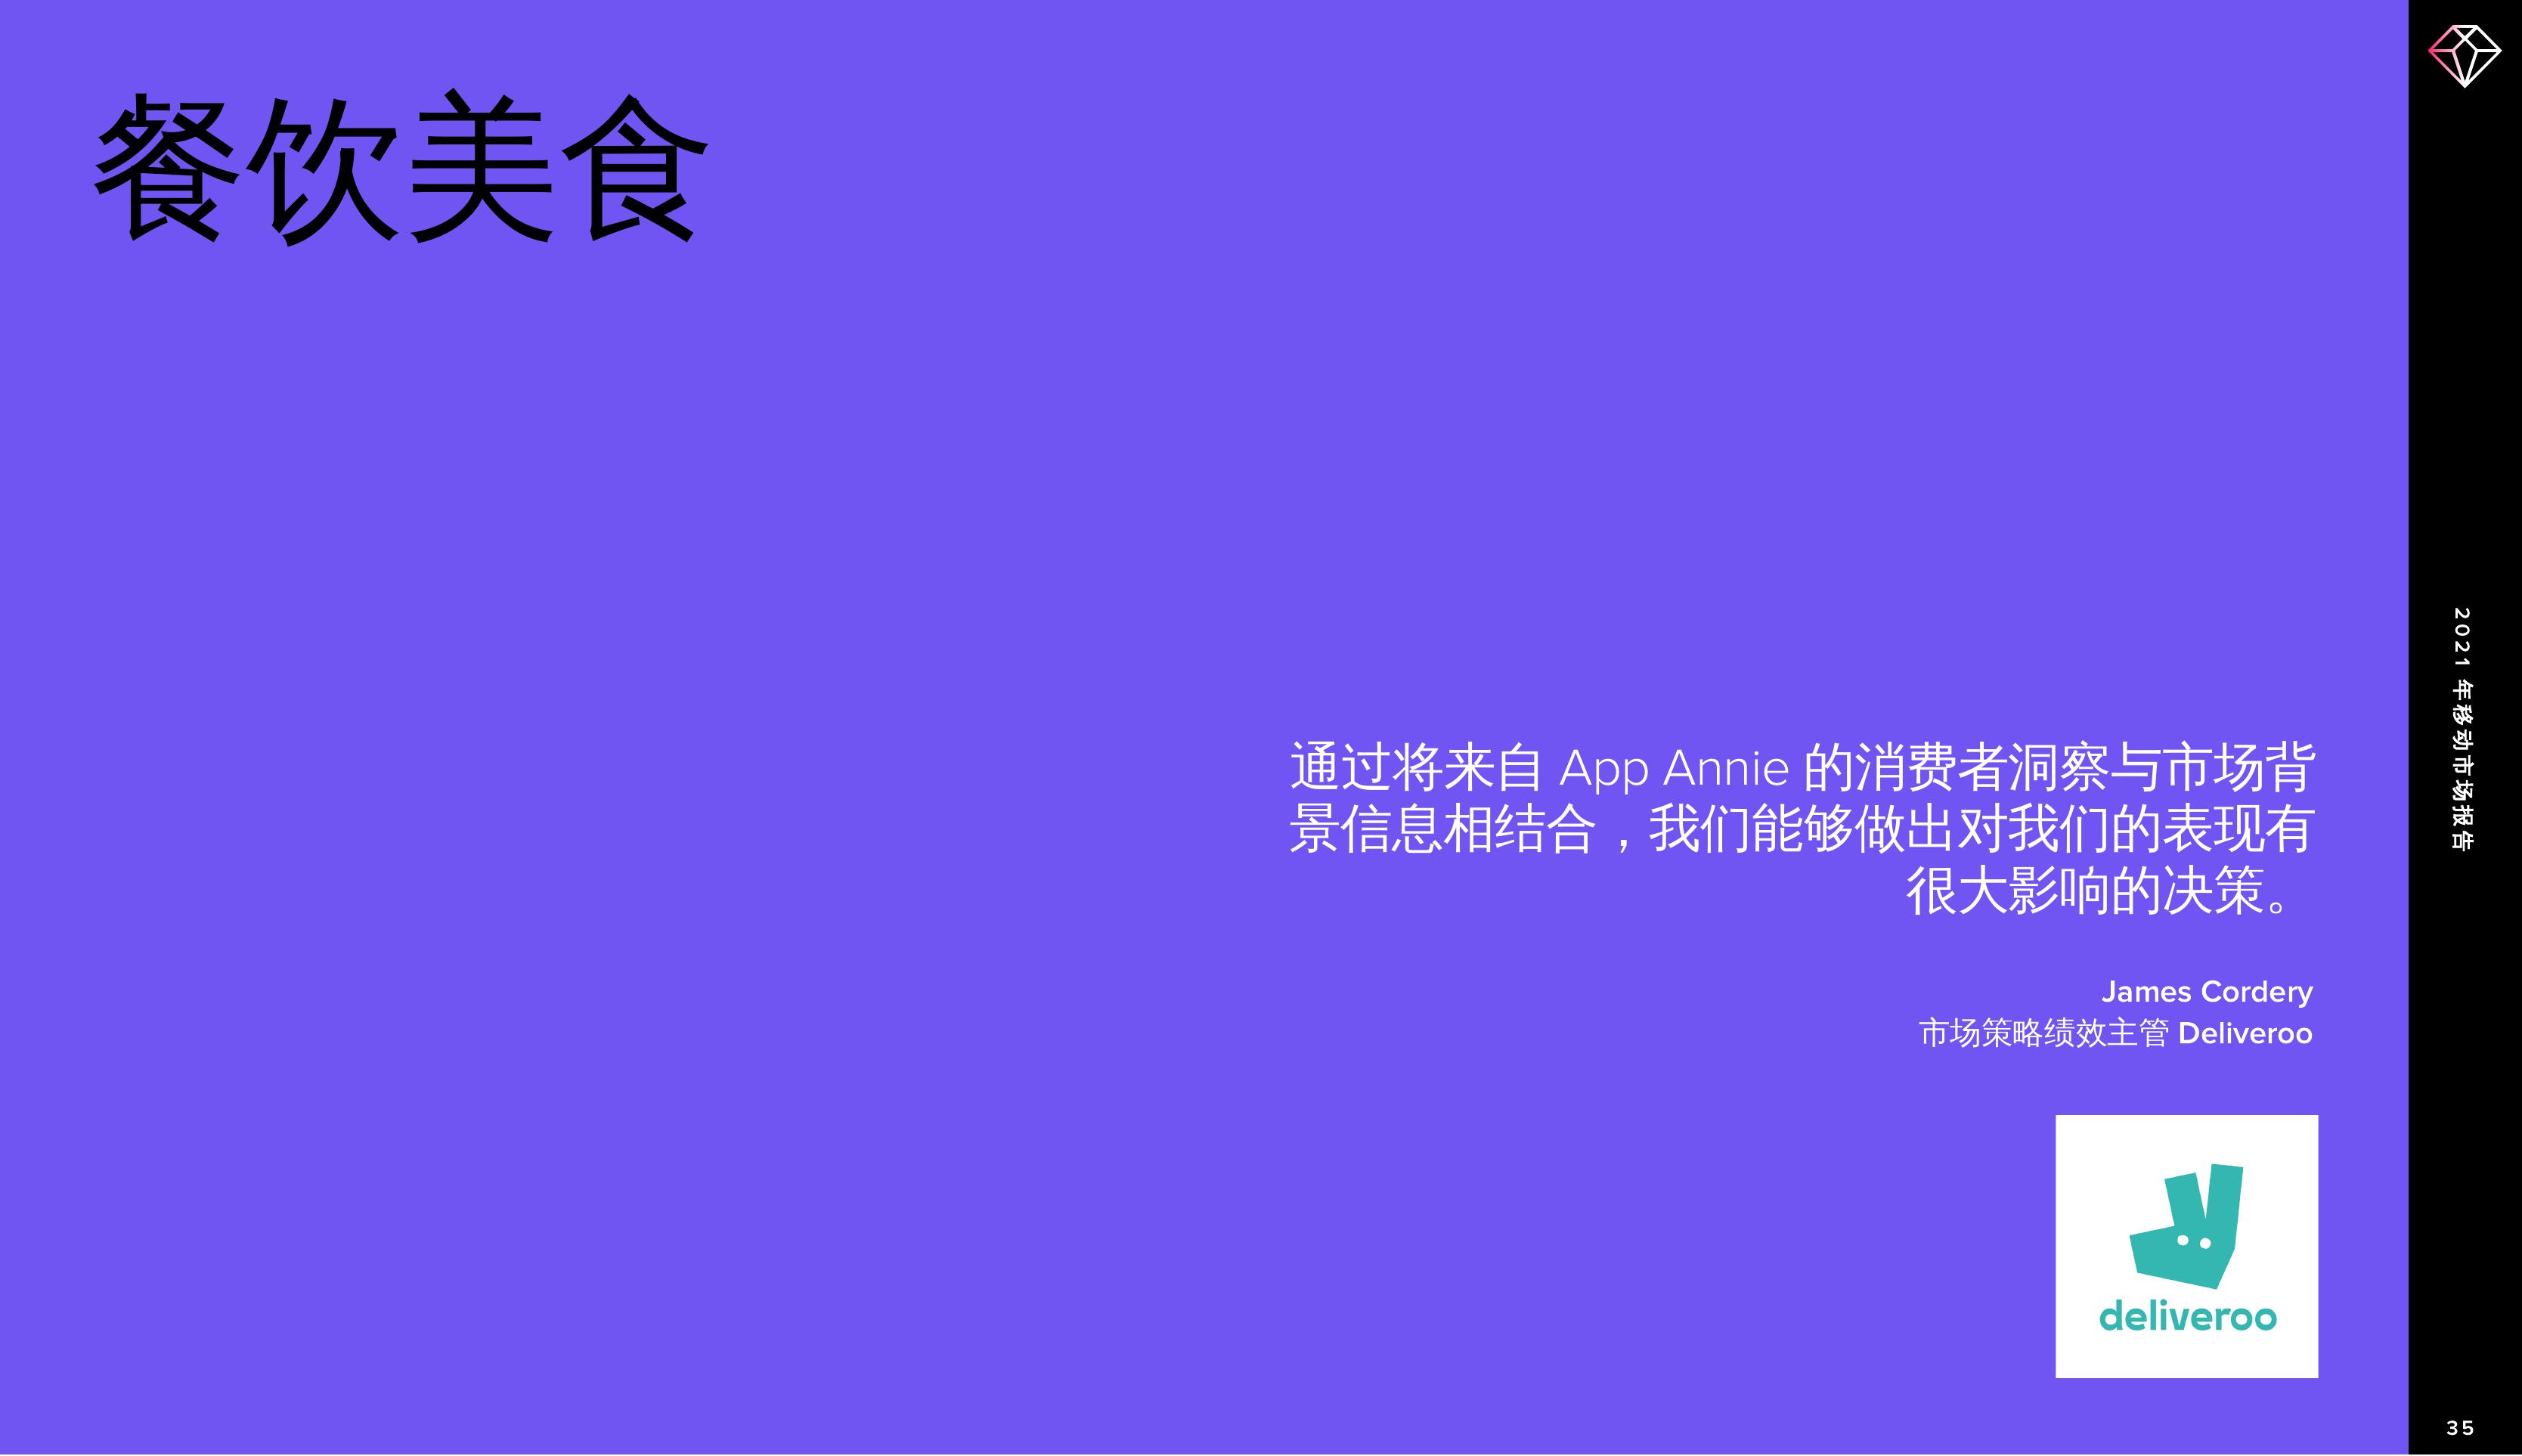 餐饮美食
通过将来自 App Annie 的消费者洞察与市场背
景信息相结合，我们能够做出对我们的表现有
很大影响的决策。
James Cordery
市场策略绩效主管 Deliveroo
deliveroo
2021 年移动市场报告
35